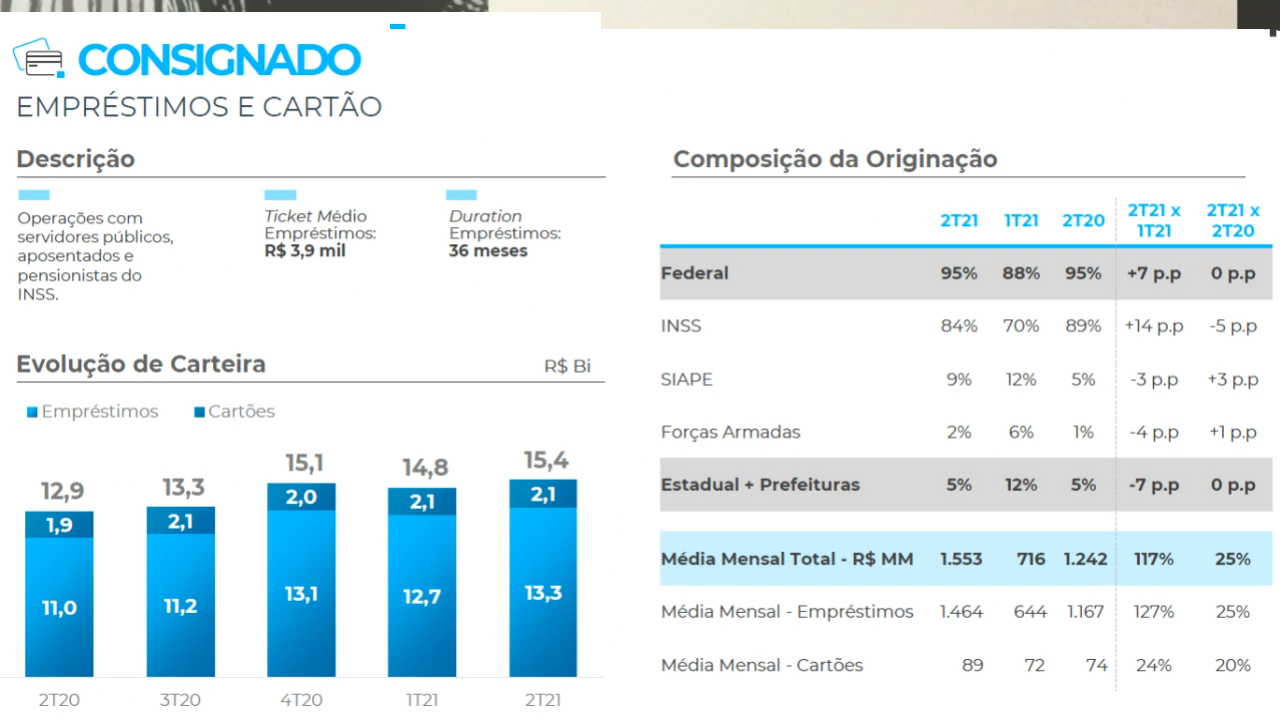 CONSIGNADO
EMPRÉSTIMOS E CARTÃO
Descrição
Operações com
servidores públicos,
aposentados e
pensionistas do
INSS.
Ticket Médio
Empréstimos:
R$ 3,9 mil
Duration
Empréstimos:
36 meses
Evolução de Carteira R$ Bi
Empréstimos Cartões
12,9 13,3 15,1 14,8 15,4
1,9 2,1 2,0 2,1 2,1
11,0 11,2 13,1 12,7 13,3
2T20 3T20 4T20 1T21 2T21
Composição da Originação
2T21 1T21 2T20 2T21 x 1T21 2T21 x 2T20
Federal 95% 88% 95% +7 p.p 0 p.p
INSS 84% 70% 89% +14 p.p -5 p.p
SIAPE 9% 12% 5% -3 p.p +3 p.p
Forças Armadas 2% 6% 1% -4 p.p +1 p.p
Estadual + Prefeituras 5% 12% 5% -7 p.p 0 p.p
Média Mensal Total - R$ MM 1.553 716 1.242 117% 25%
Média Mensal - Empréstimos 1.464 644 1.167 127% 25%
Média Mensal - Cartões 89 72 74 24% 20%